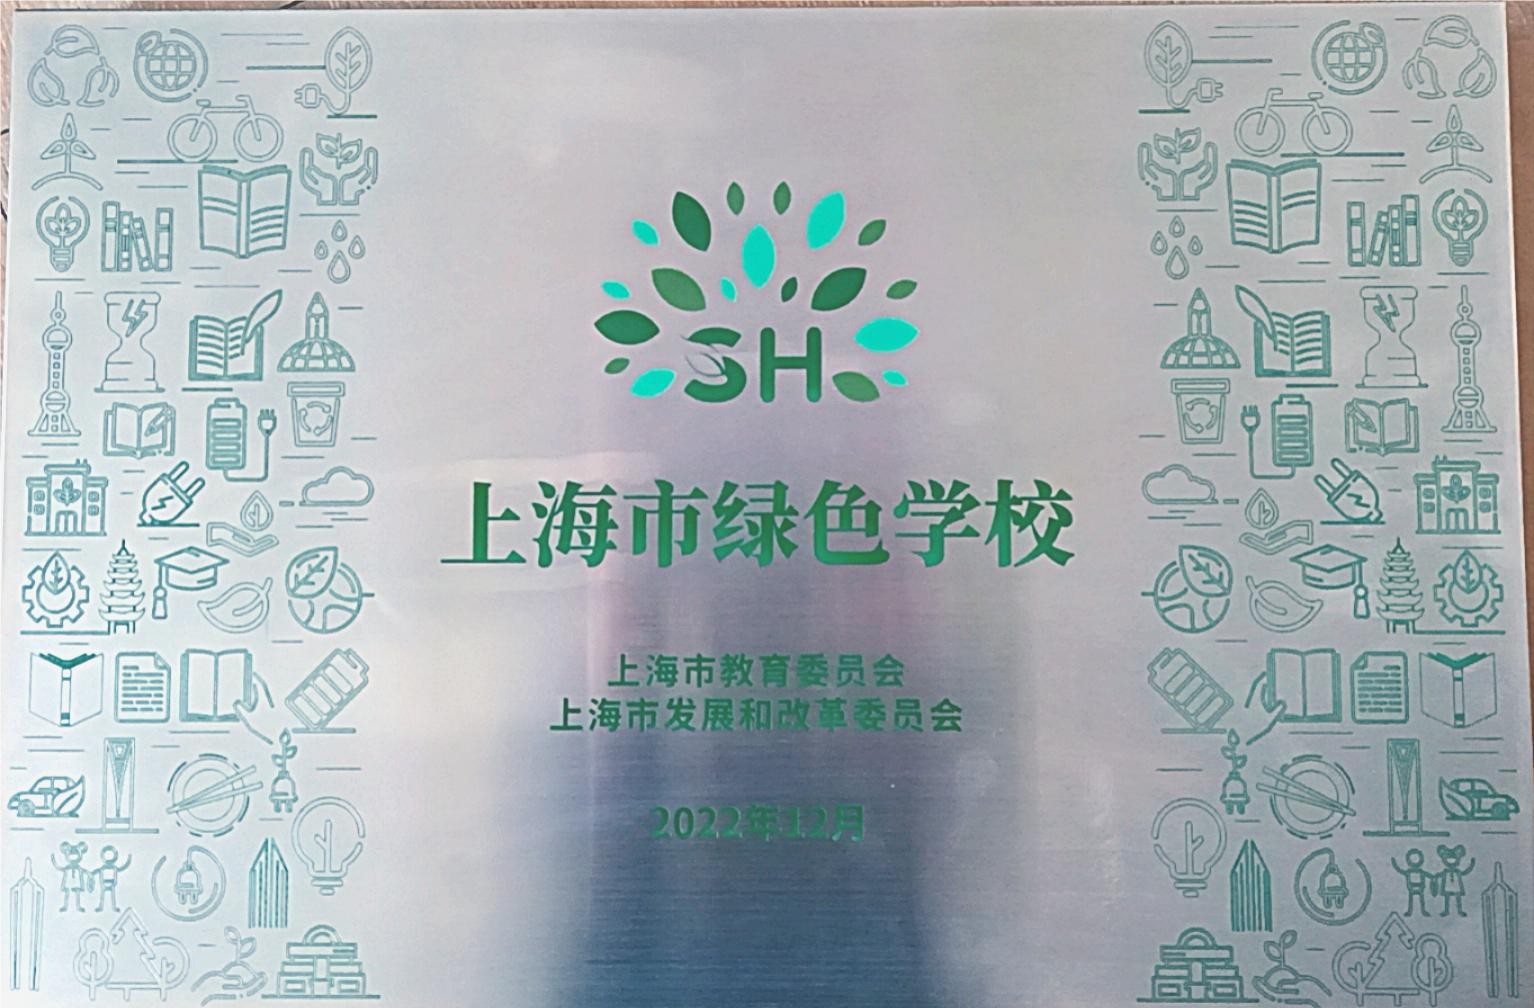 SH
上海市绿色学校
上海市教育委员会
上海市发展和改革委员会
2022年12月